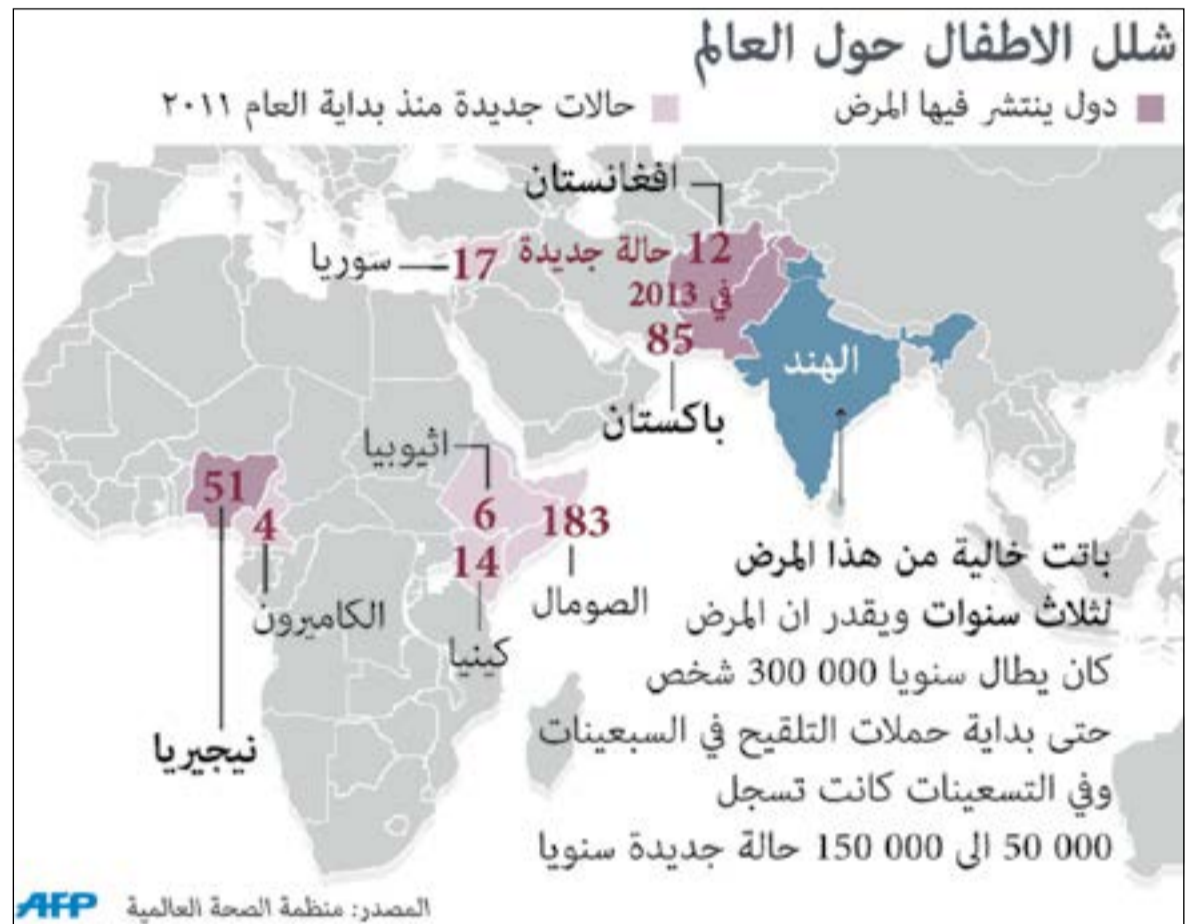 شلل الاطفال حول العالم
دول ينتشر فيها المرض
حالات جديدة منذ بداية العام ٢٠١١
افغانستان
12 حالة جديدة
في 2013
سوريا
17
85
باكستان
الهند
اثيوبيا
51
4
6
183
14
الصومال
الكاميرون
كينيا
نيجيريا
باتت خالية من هذا المرض
لثلاث سنوات ويقدر ان المرض
كان يطال سنويا 000 300 شخص
حتى بداية حملات التلقيح في السبعينات
وفي التسعينات كانت تسجل
000 50 الى 000 150 حالة جديدة سنويا
المصدر: منظمة الصحة العالمية
AFP